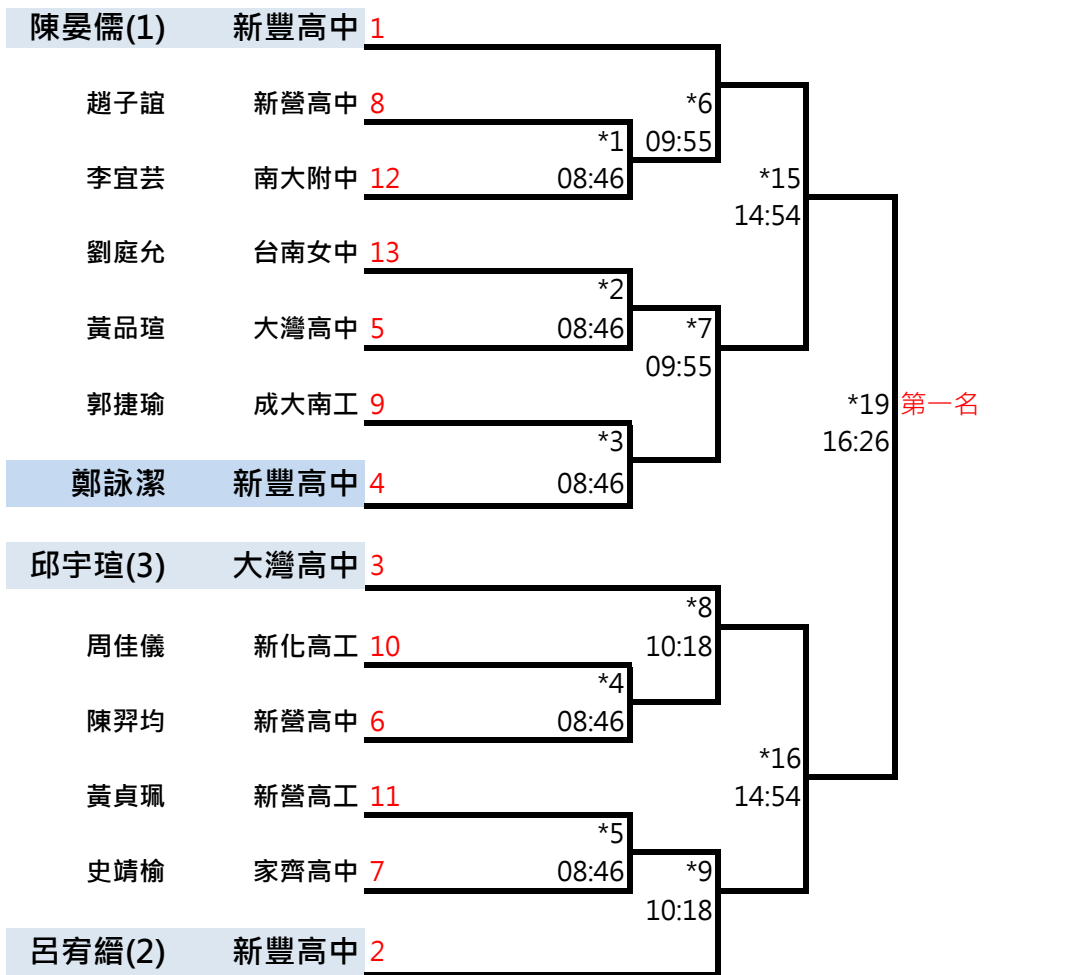 陳晏儒(1) 新豐高中 1
趙子誼 新營高中 8 *6
*1 09:55
李宜芸 南大附中 12 08:46 *15
14:54
劉庭允 台南女中 13
*2
黃品瑄 大灣高中 5 08:46 *7
09:55
郭捷瑜 成大南工 9 *19 第一名
*3 16:26
鄭詠潔 新豐高中 4 08:46
邱宇瑄(3) 大灣高中 3
*8
周佳儀 新化高工 10 10:18
*4
陳羿均 新營高中 6 08:46
*16
黃貞珮 新營高工 11 14:54
*5
史靖榆 家齊高中 7 08:46 *9
10:18
呂宥縉(2) 新豐高中 2